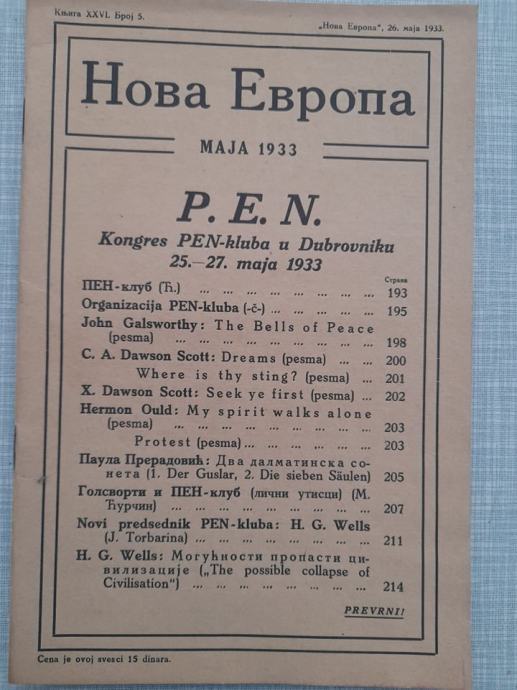 Књига XXVI. Број 5.
„Нова Европа", 26. маја 1933.
Нова Европа
МАЈА 1933
P. E. N.
Kongres PEN-kluba u Dubrovniku
25.—27. maja 1933
Страна
ПЕН-клуб (Ћ.) ... ... ... ... ... ... ... ... 193
Organizacija PEN-kluba (-č-) ... ... ... ... ... 195
John Galsworthy: The Bells of Peace
(pesma) ... ... ... ... ... ... ... ... ... 198
C. A. Dawson Scott: Dreams (pesma) ... ... 200
Where is thy sting? (pesma) ... 201
X. Dawson Scott: Seek ye first (pesma) ... 202
Hermon Ould: My spirit walks alone
(pesma) ... ... ... ... ... ... ... ... ... 203
Protest (pesma) ... ... ... ... ... ... 203
Паула Прерадовић: Два далматинска со-
нета (1. Der Guslar, 2. Die sieben Säulen) 205
Голсворти и ПЕН-клуб (лични утисци) (М.
Ћурчин) ... ... ... ... ... ... ... ... 207
Novi predsednik PEN-kluba: H. G. Wells
(J. Torbarina) ... ... ... ... ... ... ... 211
H. G. Wells: Могућности пропасти ци-
вилизације („The possible collapse of
Civilisation") ... ... ... ... ... ... ... 214
PREVRNI!
Cena je ovoj svesci 15 dinara.